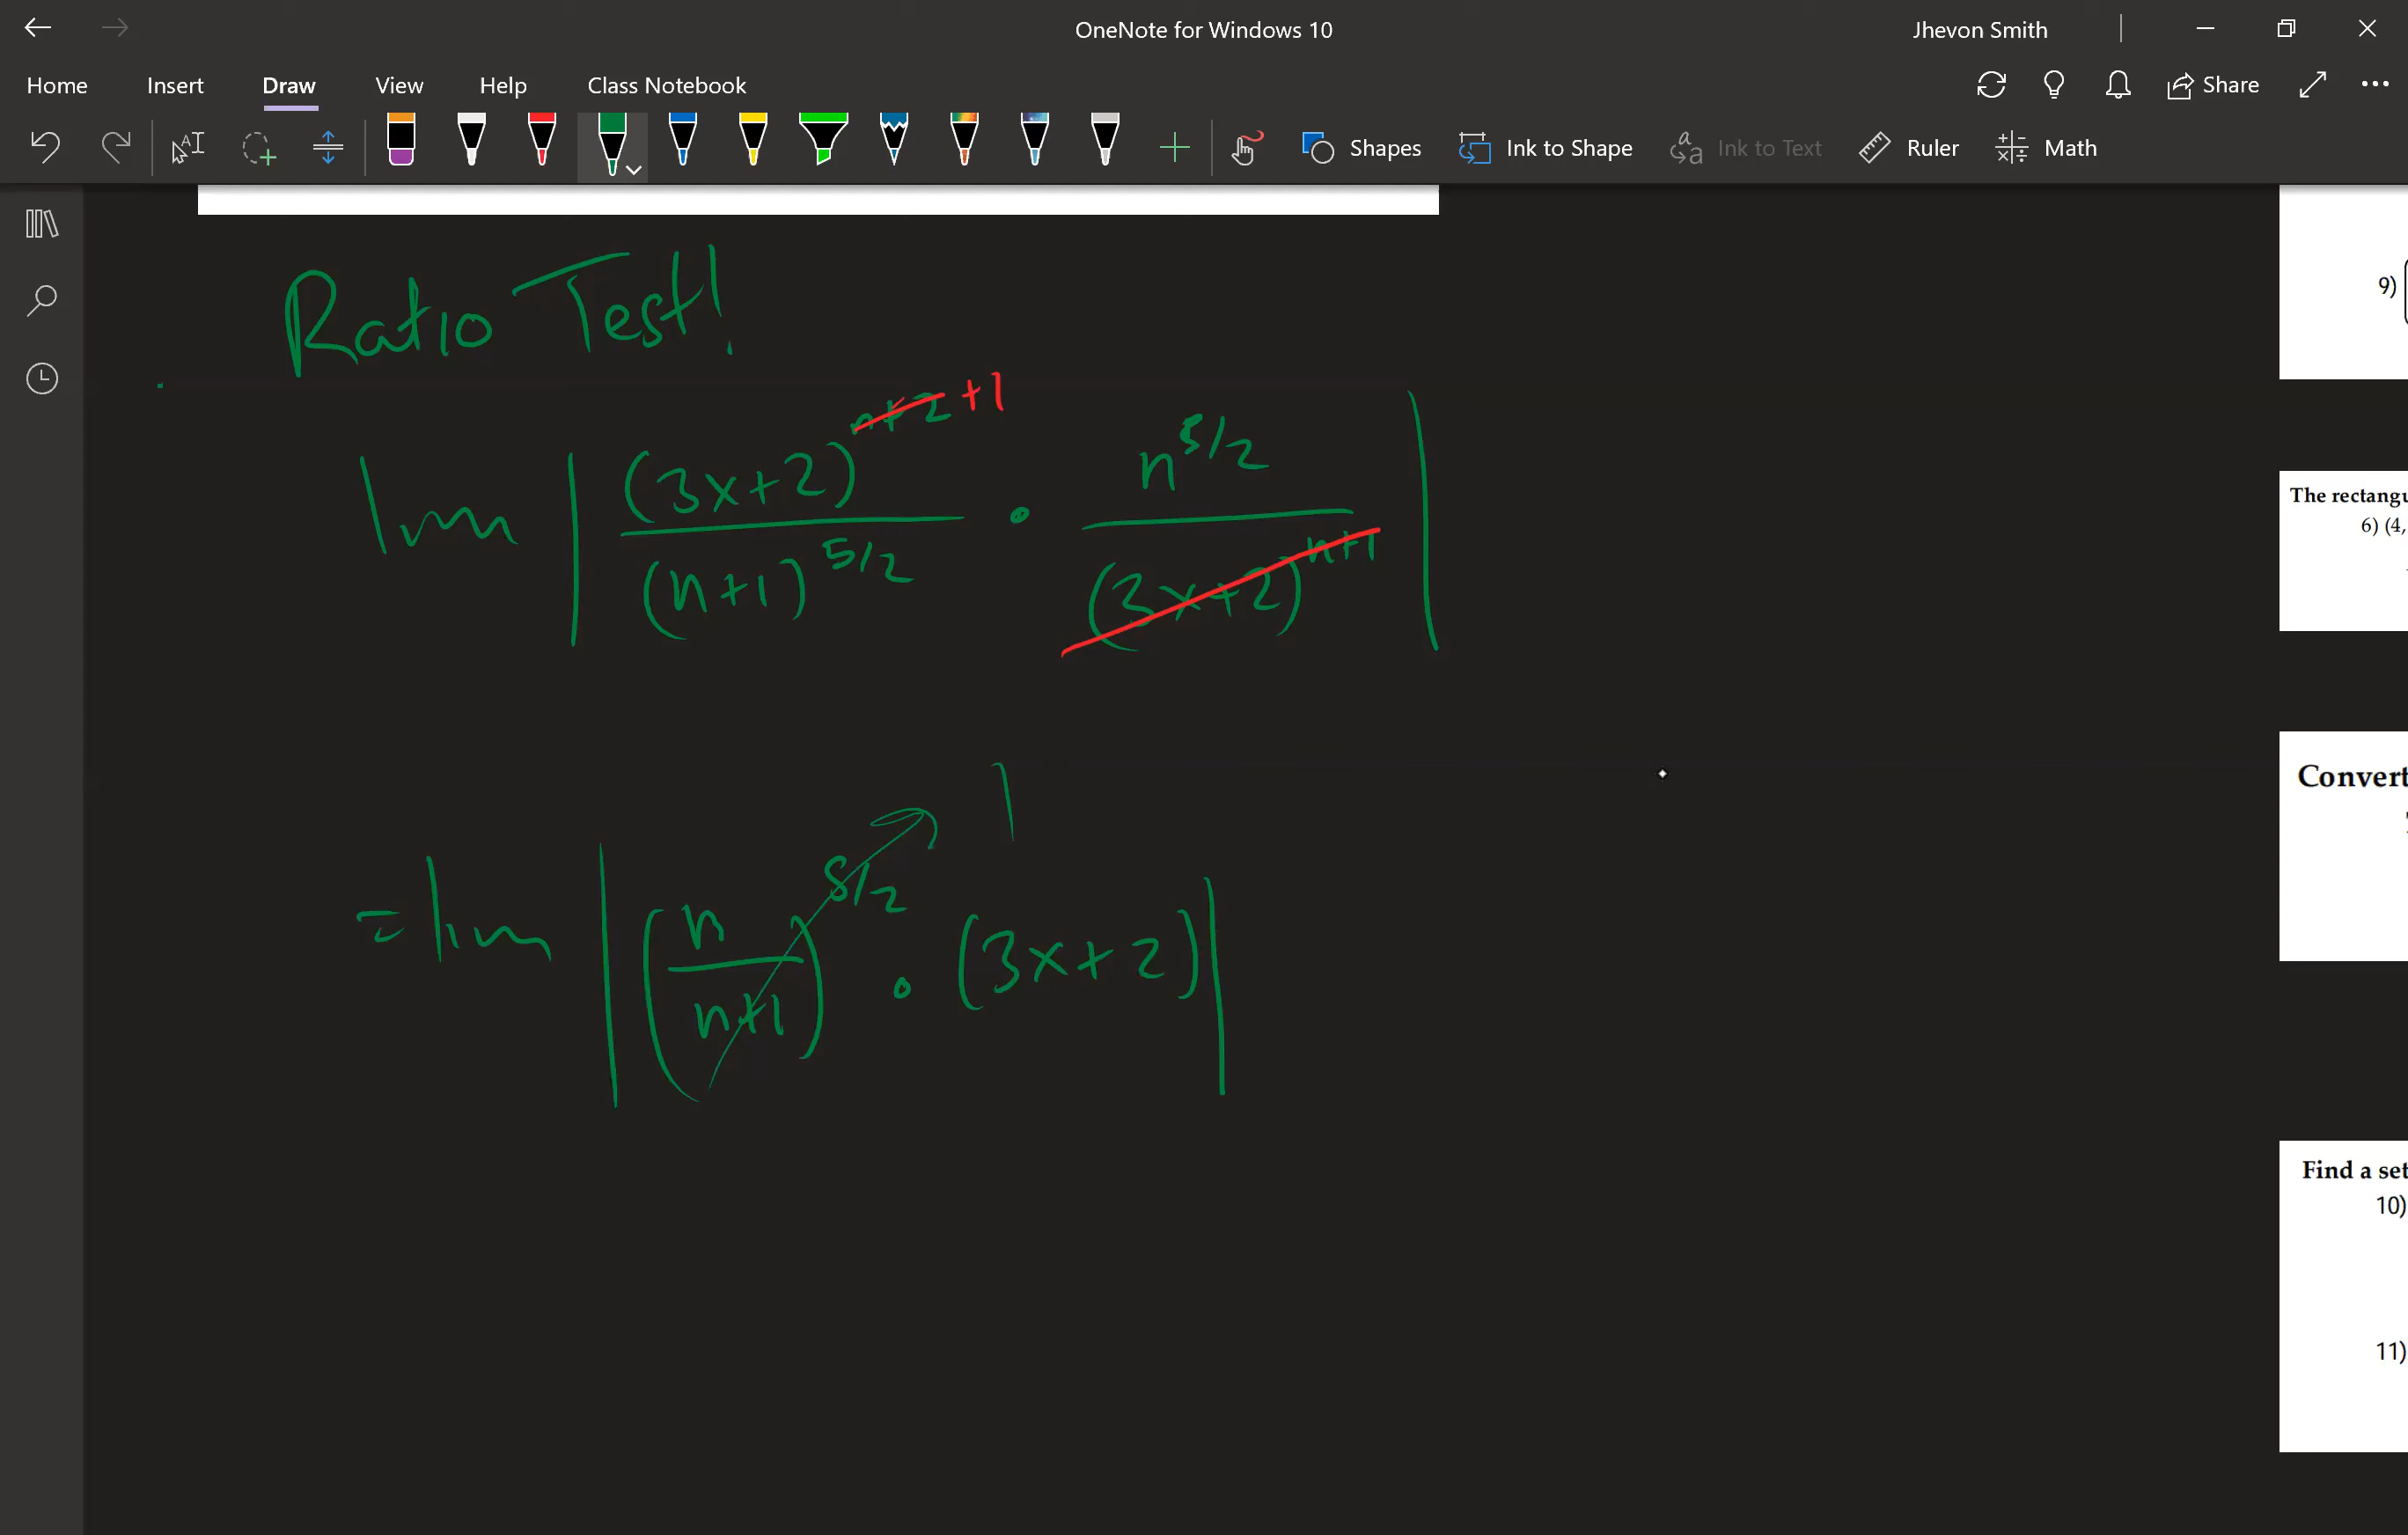 OneNote for Windows 10
Jhevon Smith
Home Insert Draw View Help Class Notebook
Share
Shapes Ink to Shape Ink to Text Ruler Math
Ratio Test!
lim | (3x+2)^n+2 +1 / (n+1)^5/2 • n^5/2 / (3x+2)^n+1 |
= lim | (n / n+1)^5/2 → 1 • (3x+2) |
9)
The rectangu
6) (4,
Convert
Find a set
10)
11)